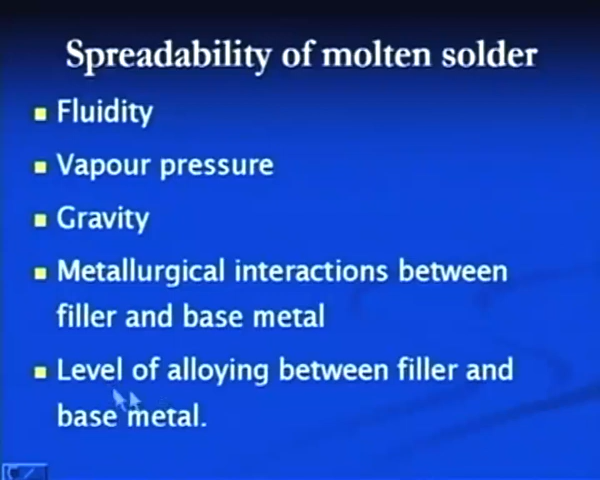 Spreadability of molten solder
Fluidity
Vapour pressure
Gravity
Metallurgical interactions between
filler and base metal
Level of alloying between filler and
base metal.